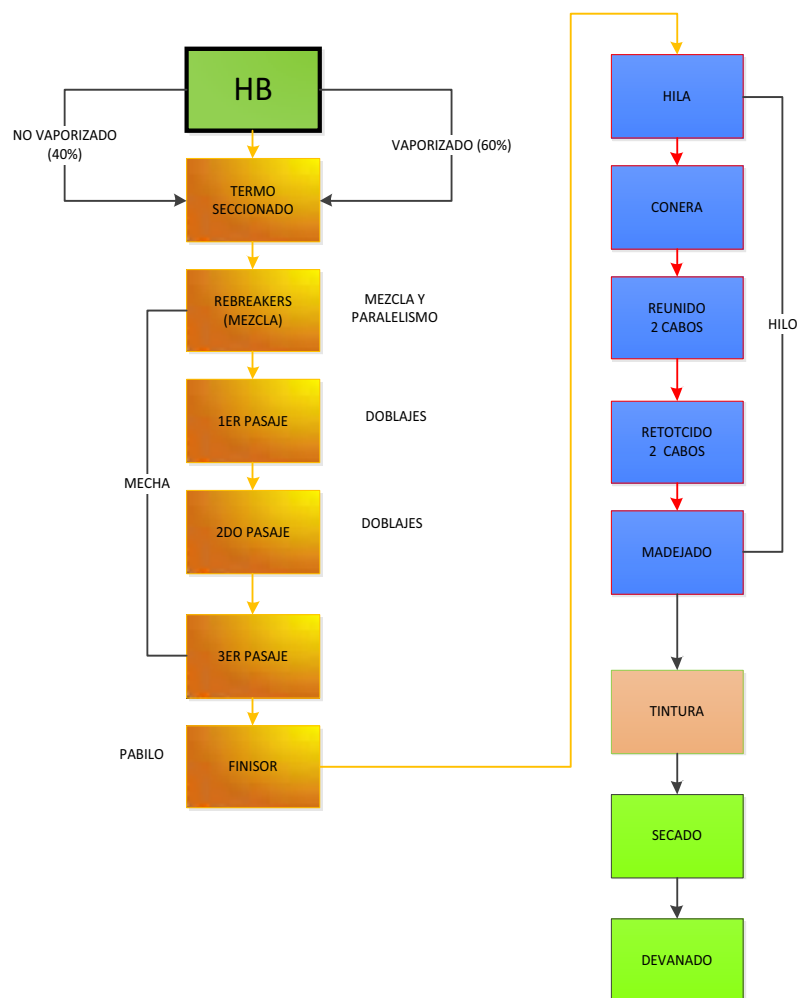 HB
NO VAPORIZADO
(40%)
VAPORIZADO (60%)
TERMO
SECCIONADO
REBREAKERS
(MEZCLA)
MEZCLA Y
PARALELISMO
1ER PASAJE
DOBLAJES
MECHA
2DO PASAJE
DOBLAJES
3ER PASAJE
PABILO
FINISOR
HILA
CONERA
REUNIDO
2 CABOS
HILO
RETOTCIDO
2 CABOS
MADEJADO
TINTURA
SECADO
DEVANADO